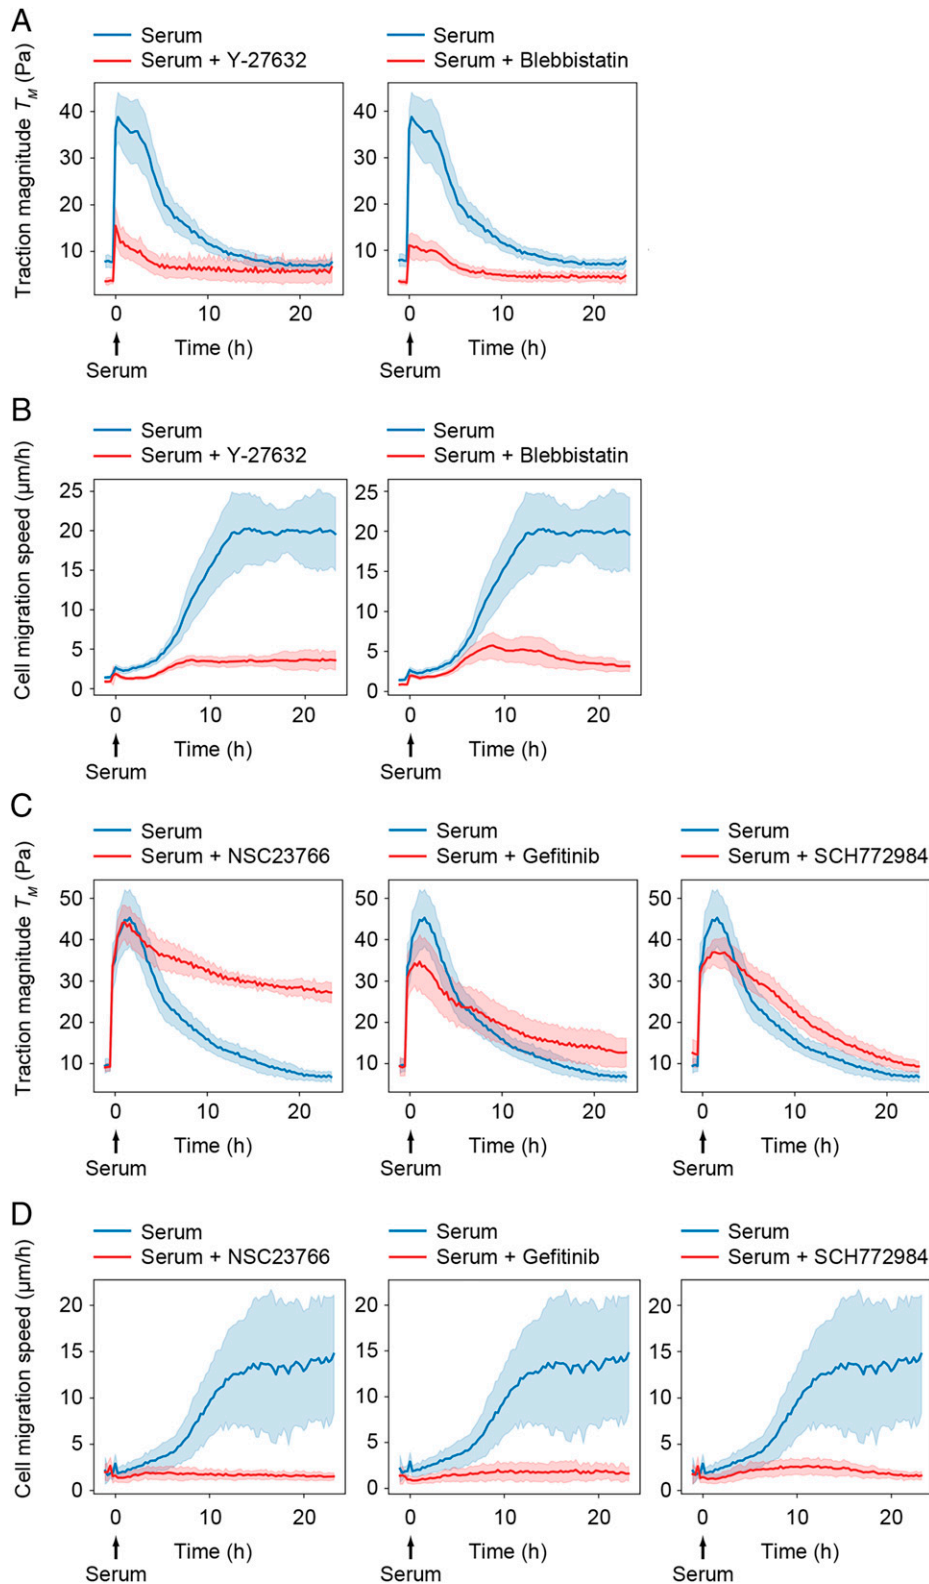 A
Serum Serum
Serum + Y-27632 Serum + Blebbistatin
Traction magnitude T_M (Pa)
40 40
30 30
20 20
10 10
0 10 20 0 10 20
Time (h) Time (h)
Serum Serum
B
Serum Serum
Serum + Y-27632 Serum + Blebbistatin
Cell migration speed (µm/h)
25 25
20 20
15 15
10 10
5 5
0 0
0 10 20 0 10 20
Time (h) Time (h)
Serum Serum
C
Serum Serum Serum
Serum + NSC23766 Serum + Gefitinib Serum + SCH772984
Traction magnitude T_M (Pa)
50 50 50
40 40 40
30 30 30
20 20 20
10 10 10
0 10 20 0 10 20 0 10 20
Time (h) Time (h) Time (h)
Serum Serum Serum
D
Serum Serum Serum
Serum + NSC23766 Serum + Gefitinib Serum + SCH772984
Cell migration speed (µm/h)
20 20 20
15 15 15
10 10 10
5 5 5
0 0 0
0 10 20 0 10 20 0 10 20
Time (h) Time (h) Time (h)
Serum Serum Serum